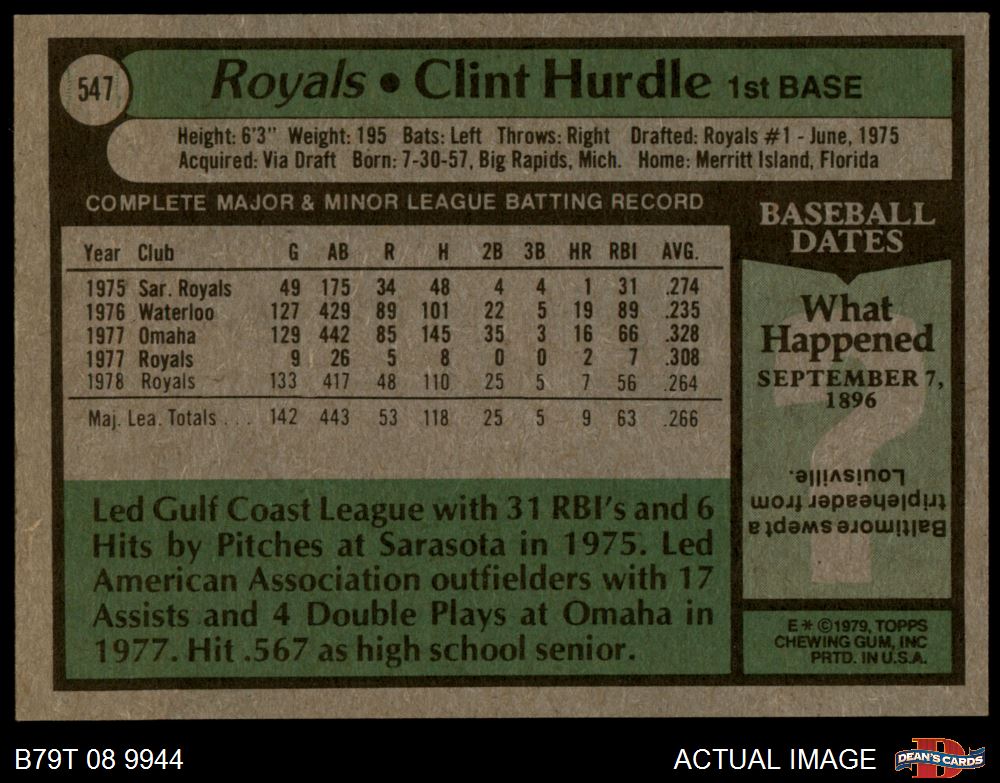 547
Royals • Clint Hurdle 1st BASE
Height: 6'3" Weight: 195 Bats: Left Throws: Right Drafted: Royals #1 - June, 1975
Acquired: Via Draft Born: 7-30-57, Big Rapids, Mich. Home: Merritt Island, Florida
COMPLETE MAJOR & MINOR LEAGUE BATTING RECORD
Year Club G AB R H 2B 3B HR RBI AVG.
1975 Sar. Royals 49 175 34 48 4 4 1 31 .274
1976 Waterloo 127 429 89 101 22 5 19 89 .235
1977 Omaha 129 442 85 145 35 3 16 66 .328
1977 Royals 9 26 5 8 0 0 2 7 .308
1978 Royals 133 417 48 110 25 5 7 56 .264
Maj. Lea. Totals . . . 142 443 53 118 25 5 9 63 .266
Led Gulf Coast League with 31 RBI's and 6
Hits by Pitches at Sarasota in 1975. Led
American Association outfielders with 17
Assists and 4 Double Plays at Omaha in
1977. Hit .567 as high school senior.
BASEBALL
DATES
What
Happened
SEPTEMBER 7,
1896
Baltimore swept a
tripleheader from
Louisville.
E * ©1979, TOPPS
CHEWING GUM, INC
PRTD. IN U.S.A.
B79T 08 9944
ACTUAL IMAGE
D
DEAN'S CARDS